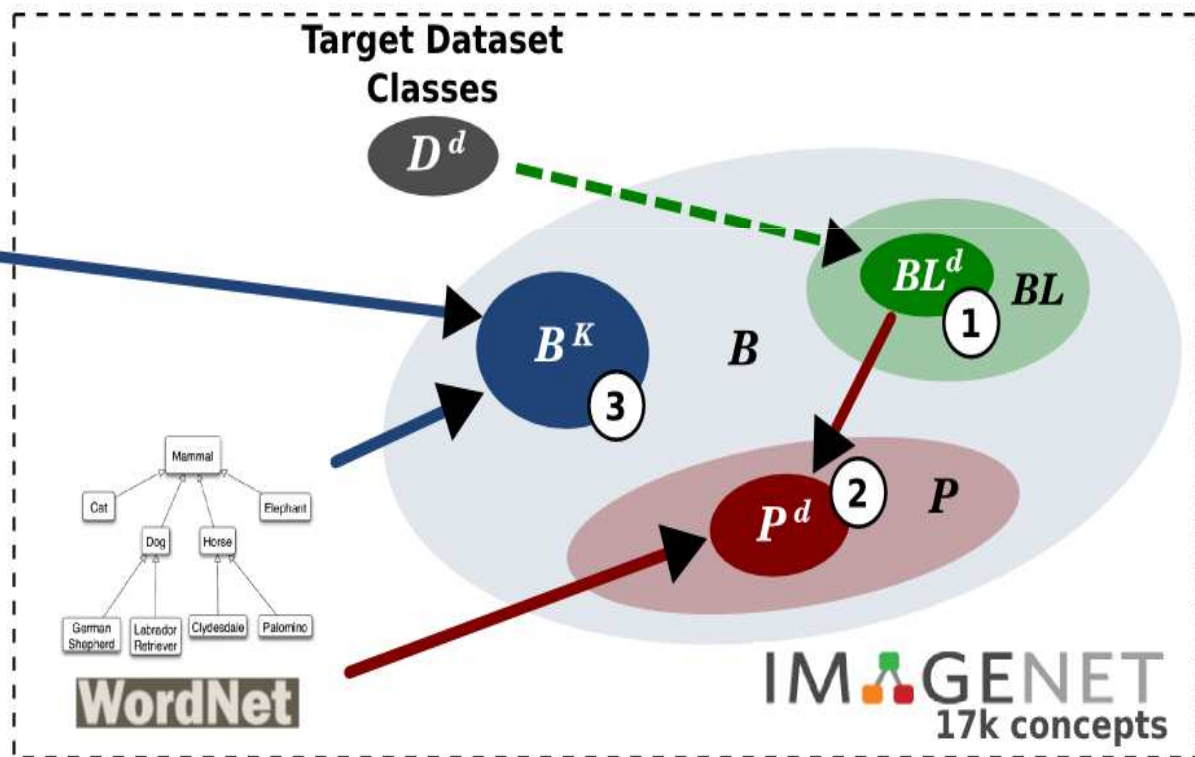 Target Dataset
Classes
D^d
BL^d
BL
1
B^K
B
3
Mammal
Cat
Elephant
2
P
P^d
Dog
Horse
German
Shepherd
Labrador
Retriever
Clydesdale
Palomino
WordNet
IMAGENET
17k concepts